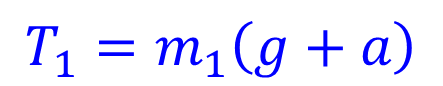 T₁ = m₁(g + a)